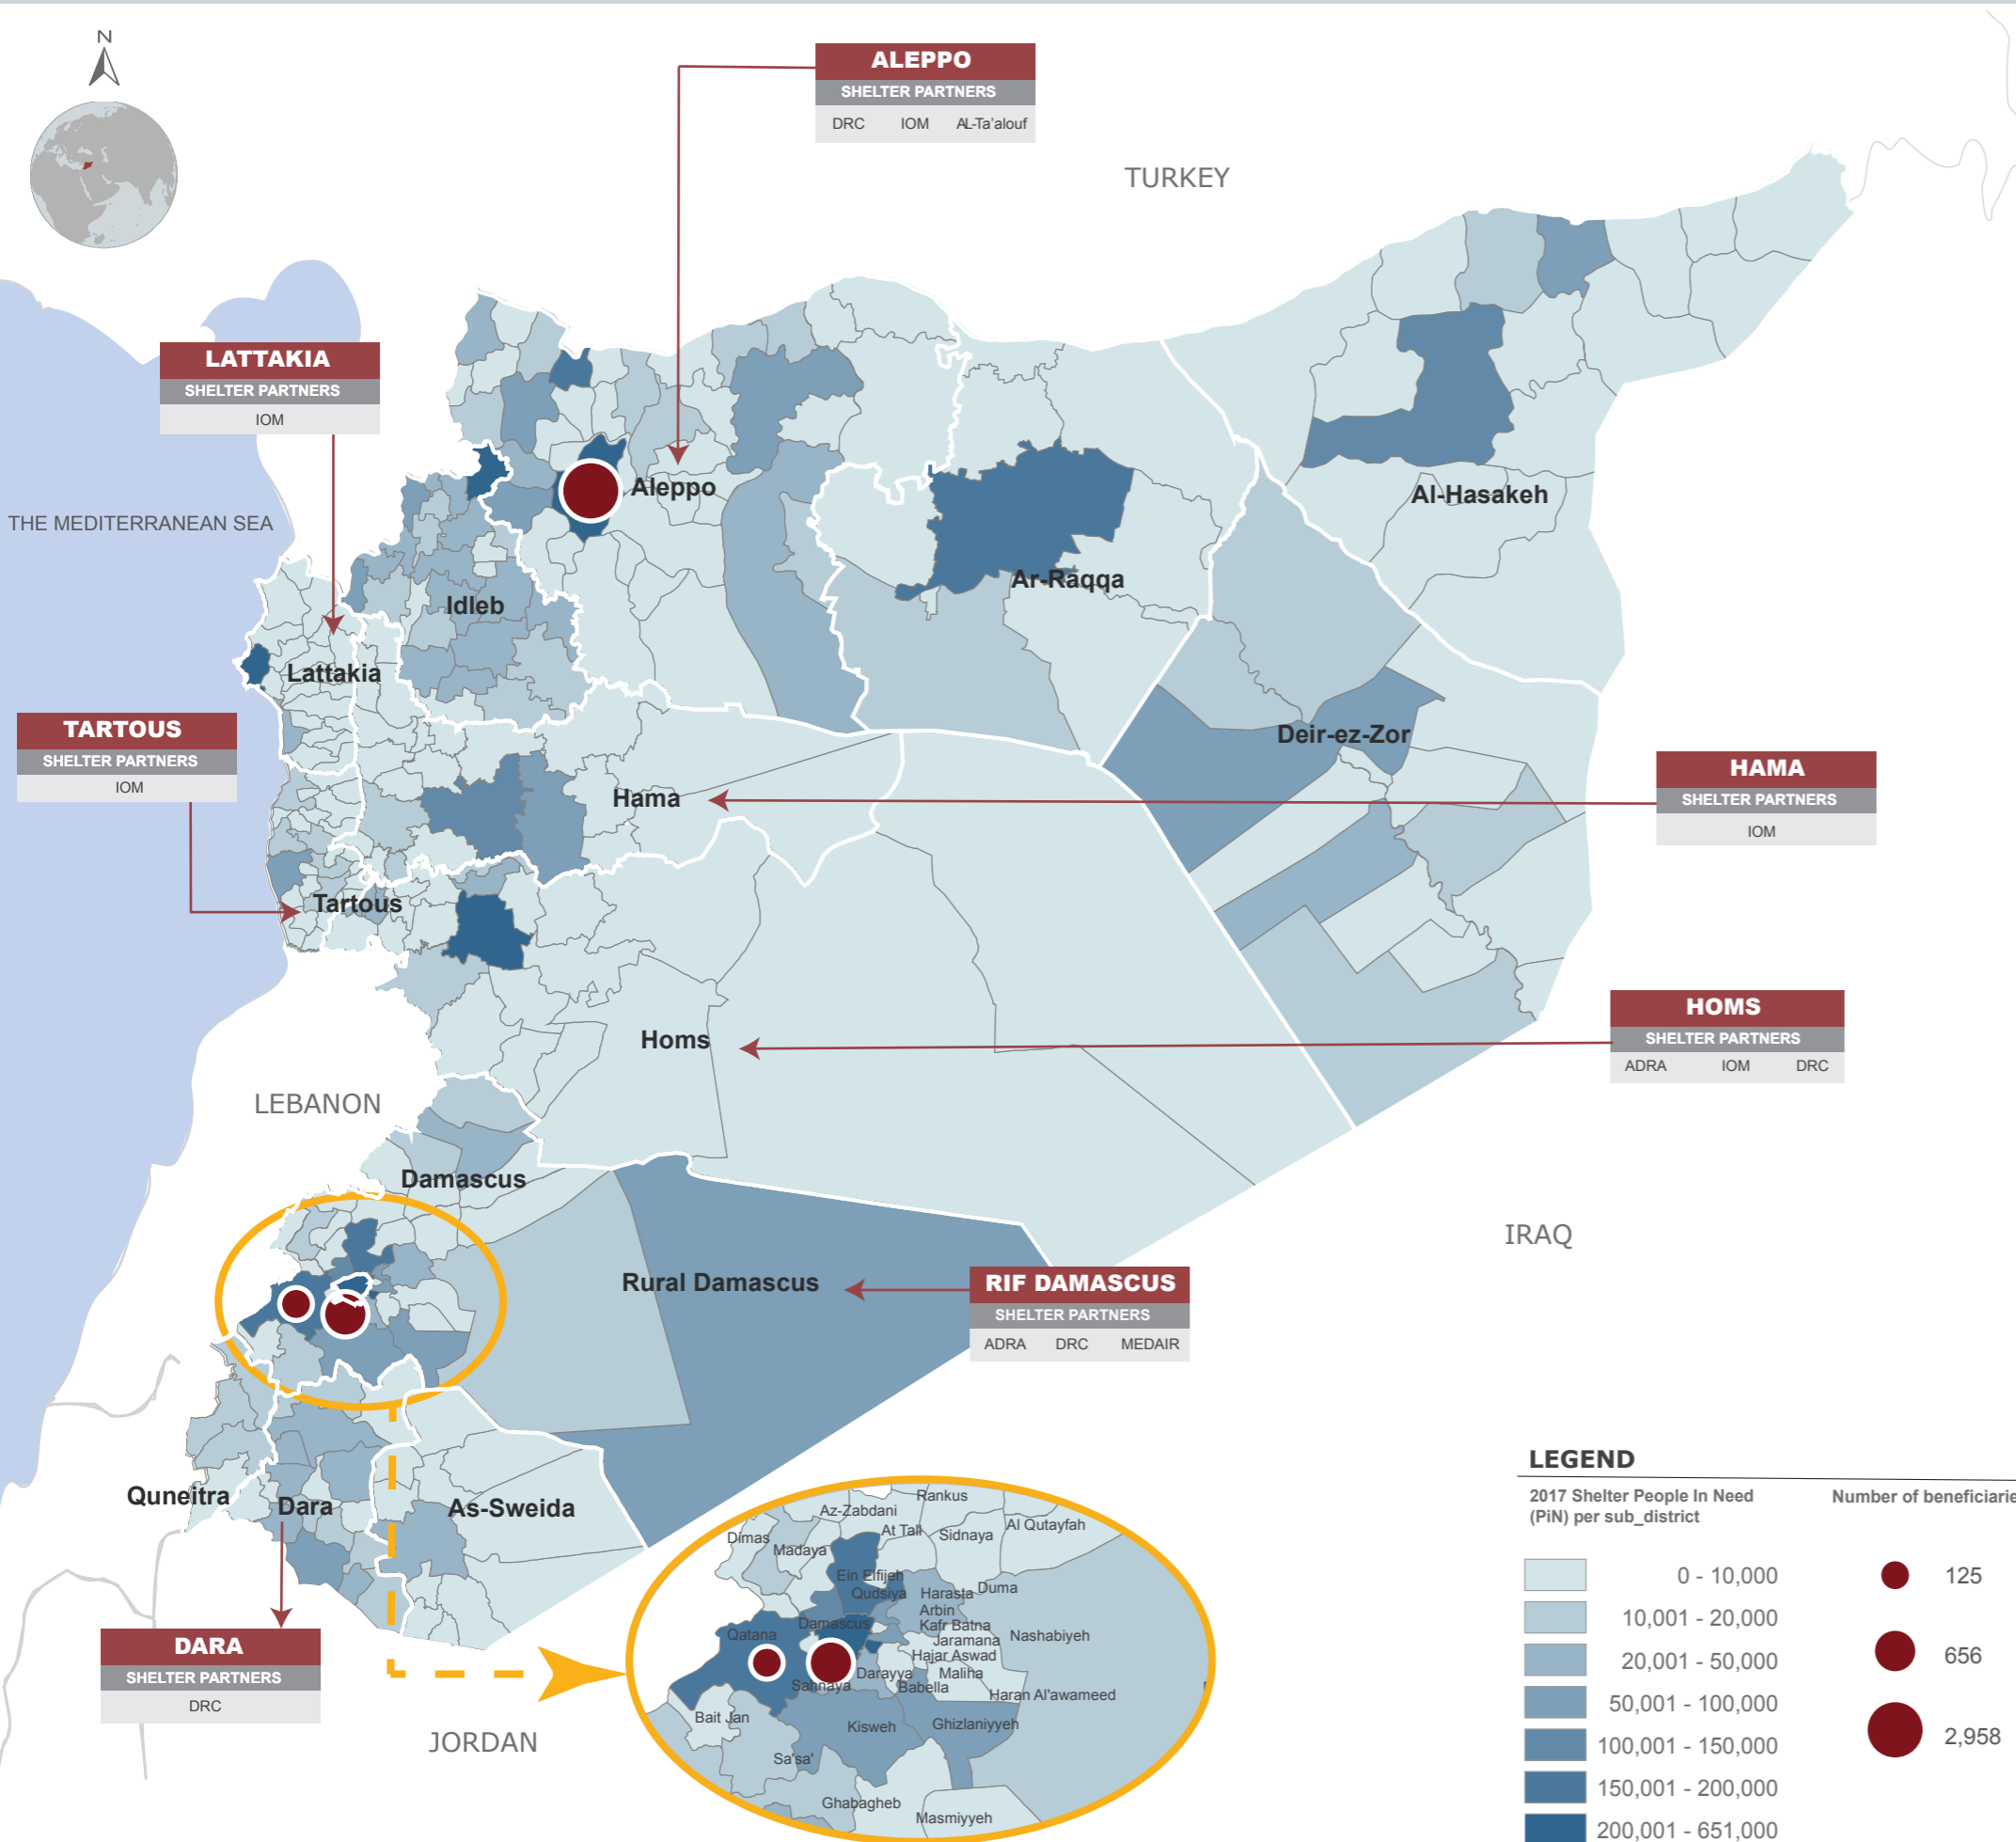 N
ALEPPO
SHELTER PARTNERS
DRC IOM AL-Ta'alouf
TURKEY
LATTAKIA
SHELTER PARTNERS
IOM
Aleppo
Al-Hasakeh
THE MEDITERRANEAN SEA
Ar-Raqqa
Idleb
Lattakia
TARTOUS
SHELTER PARTNERS
IOM
Deir-ez-Zor
HAMA
SHELTER PARTNERS
IOM
Hama
Tartous
HOMS
SHELTER PARTNERS
ADRA IOM DRC
Homs
LEBANON
Damascus
IRAQ
Rural Damascus
RIF DAMASCUS
SHELTER PARTNERS
ADRA DRC MEDAIR
Quneitra
Dara
As-Sweida
DARA
SHELTER PARTNERS
DRC
JORDAN
Rankus
Az-Zabdani
At Tall
Sidnaya
Al Qutayfah
Dimas
Madaya
Ein Elfijeh
Qudsiya
Harasta
Duma
Arbin
Damascus
Kafr Batna
Qatana
Jaramana
Nashabiyeh
Hajar Aswad
Darayya
Maliha
Sahnaya
Babella
Haran Al'awameed
Bait Jan
Kisweh
Ghizlaniyyeh
Sa'sa'
Ghabagheb
Masmiyyeh
LEGEND
2017 Shelter People In Need
(PiN) per sub_district
Number of beneficiarie
0 - 10,000
10,001 - 20,000
20,001 - 50,000
50,001 - 100,000
100,001 - 150,000
150,001 - 200,000
200,001 - 651,000
125
656
2,958